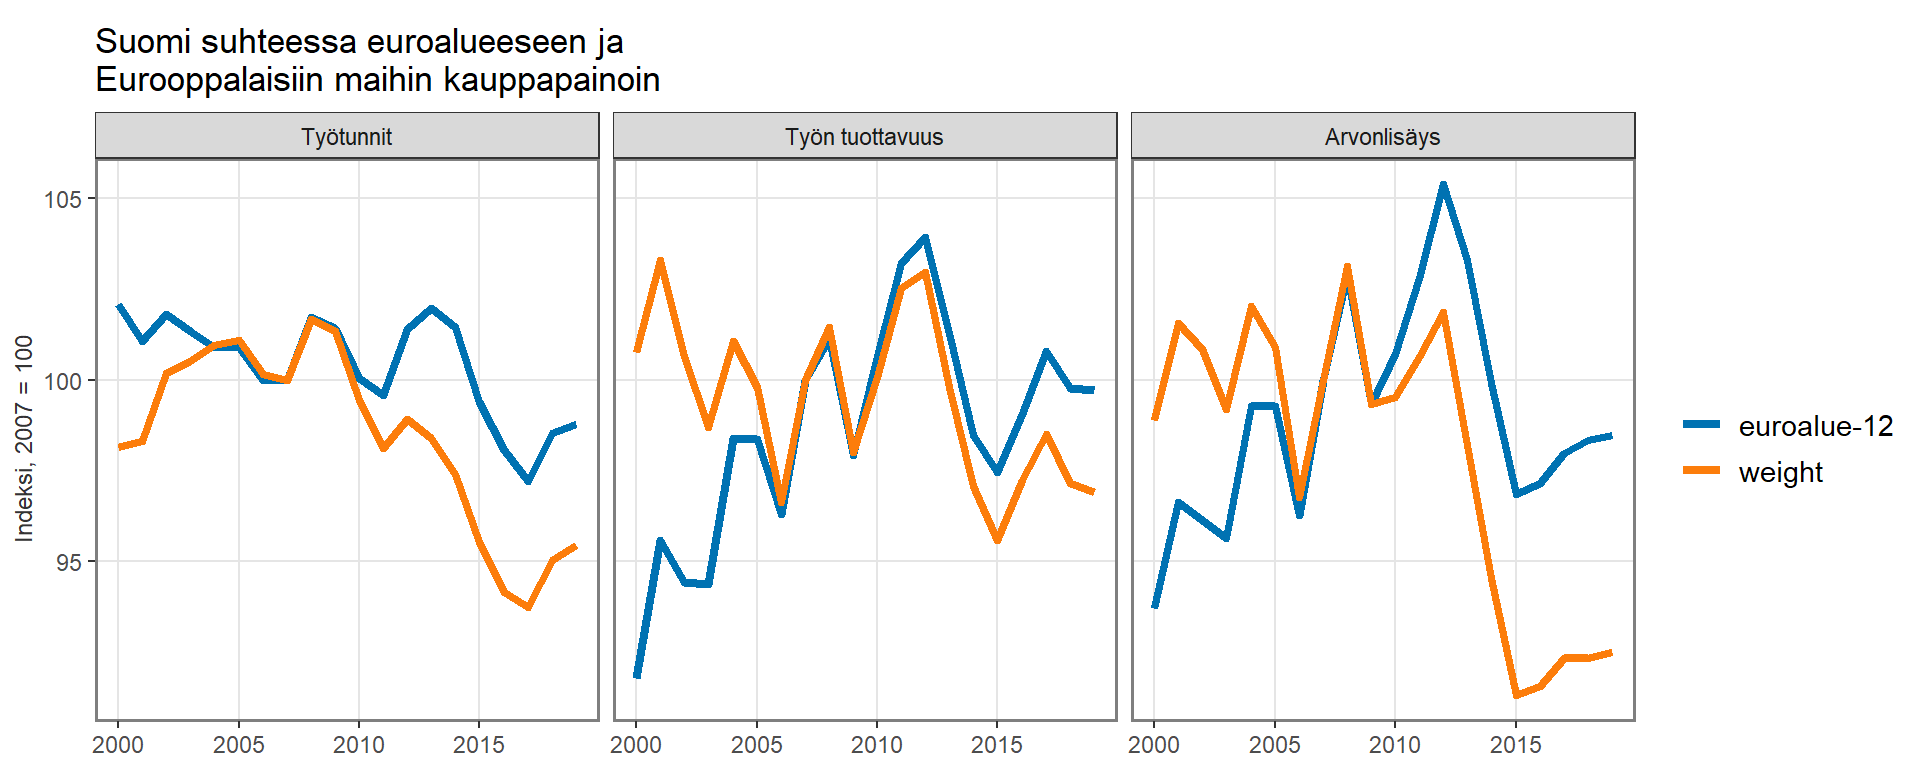 Suomi suhteessa euroalueeseen ja
Eurooppalaisiin maihin kauppapainoin
Työtunnit
Työn tuottavuus
Arvonlisäys
Indeksi, 2007 = 100
105
100
95
2000 2005 2010 2015
2000 2005 2010 2015
2000 2005 2010 2015
euroalue-12
weight